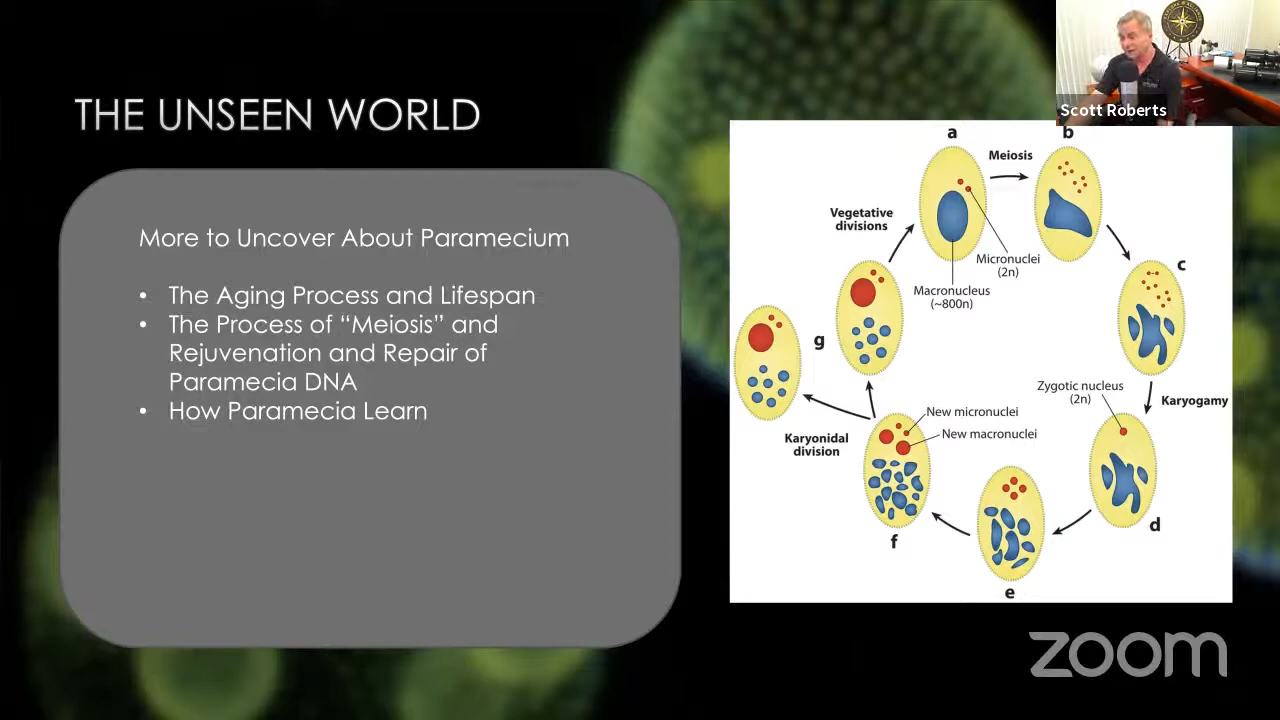 THE UNSEEN WORLD
More to Uncover About Paramecium
• The Aging Process and Lifespan
• The Process of “Meiosis” and
Rejuvenation and Repair of
Paramecia DNA
• How Paramecia Learn
Scott Roberts
a
b
Meiosis
Vegetative
divisions
Micronuclei
(2n)
Macronucleus
(~800n)
c
g
Zygotic nucleus
(2n)
Karyogamy
New micronuclei
New macronuclei
Karyonidal
division
d
f
e
zoom